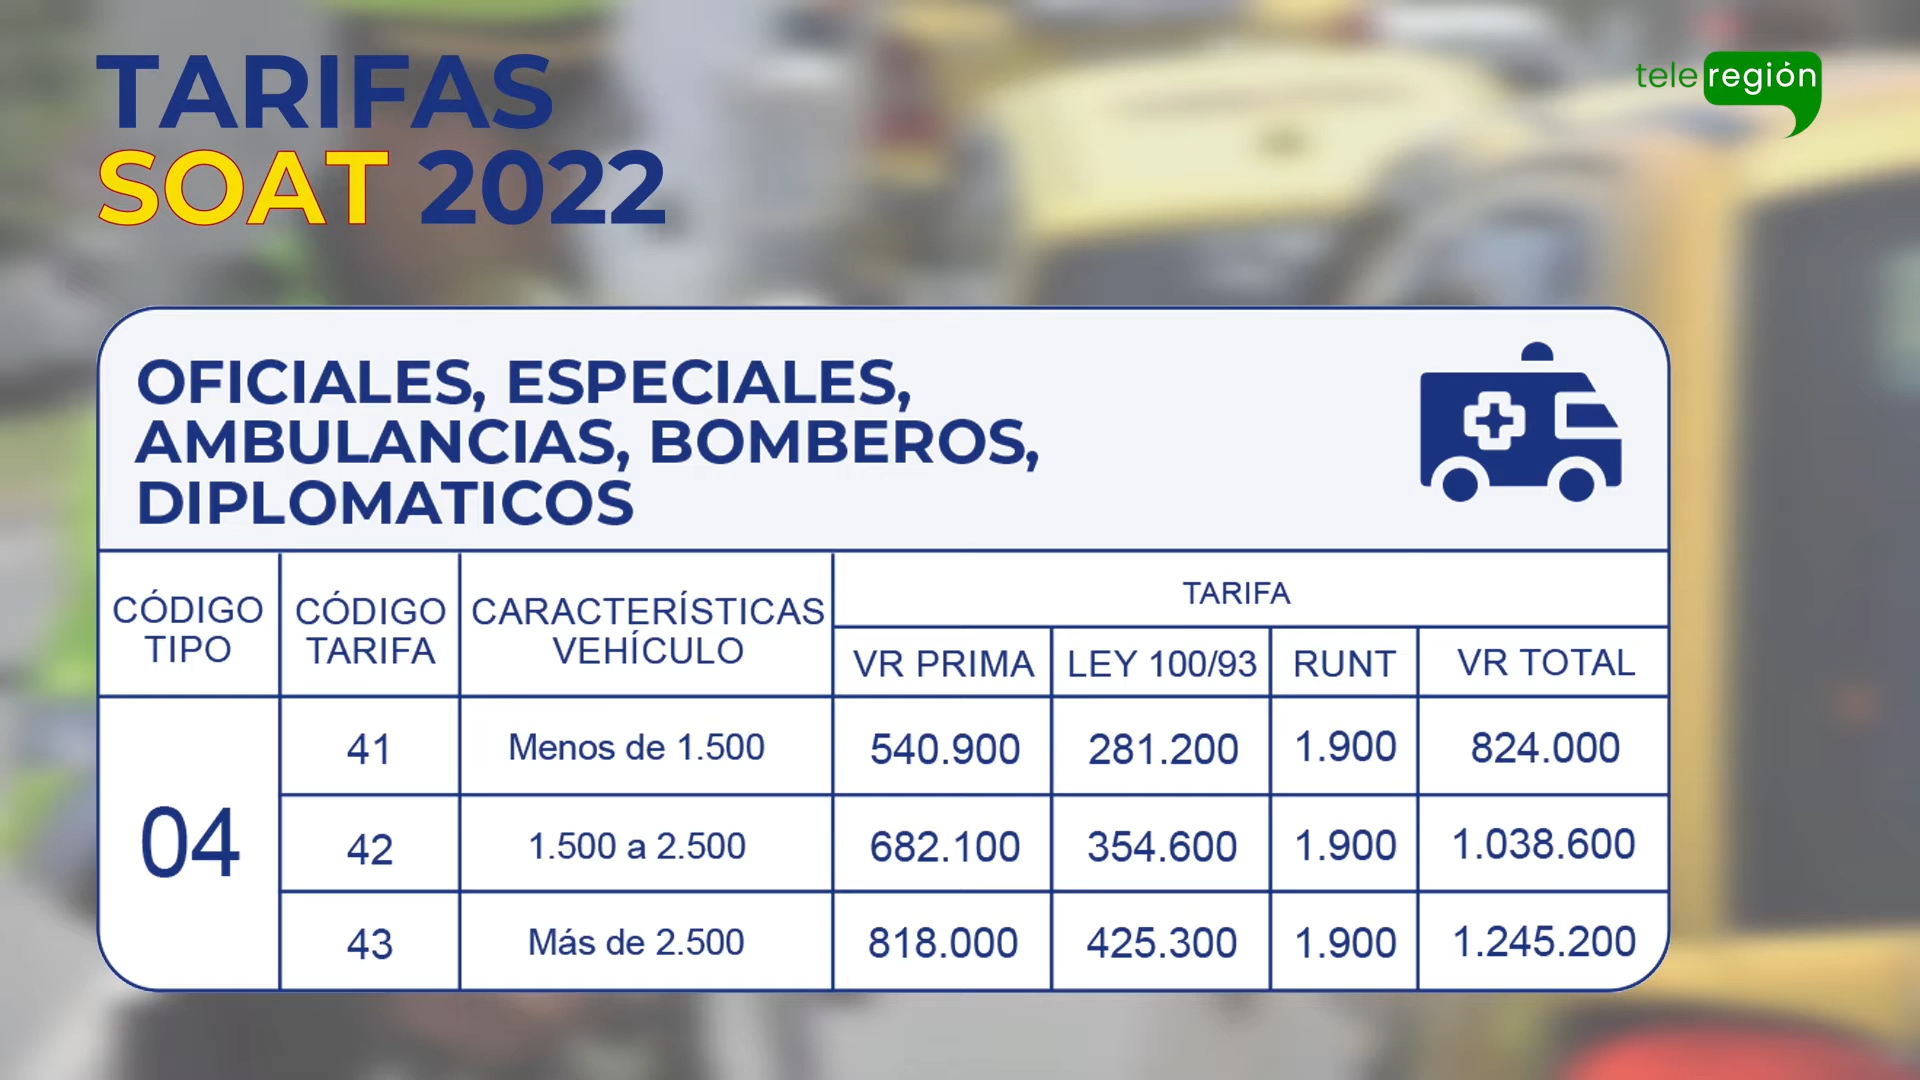 TARIFAS
SOAT 2022
tele región
OFICIALES, ESPECIALES,
AMBULANCIAS, BOMBEROS,
DIPLOMATICOS
CÓDIGO TIPO
CÓDIGO TARIFA
CARACTERÍSTICAS VEHÍCULO
TARIFA
VR PRIMA LEY 100/93 RUNT VR TOTAL
04
41 Menos de 1.500 540.900 281.200 1.900 824.000
42 1.500 a 2.500 682.100 354.600 1.900 1.038.600
43 Más de 2.500 818.000 425.300 1.900 1.245.200